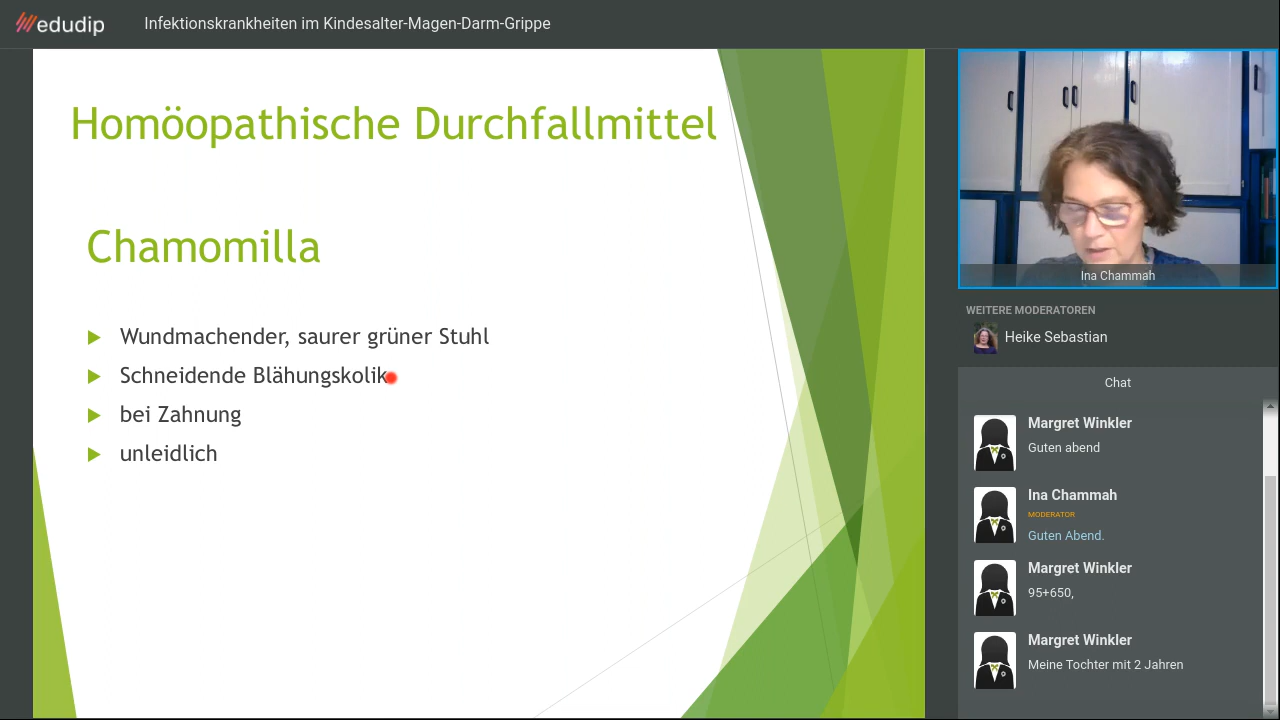 edudip
Infektionskrankheiten im Kindesalter-Magen-Darm-Grippe
Homöopathische Durchfallmittel
Chamomilla
Wundmachender, saurer grüner Stuhl
Schneidende Blähungskolik
bei Zahnung
unleidlich
Ina Chammah
WEITERE MODERATOREN
Heike Sebastian
Chat
Margret Winkler
Guten abend
Ina Chammah
MODERATOR
Guten Abend.
Margret Winkler
95+650,
Margret Winkler
Meine Tochter mit 2 Jahren